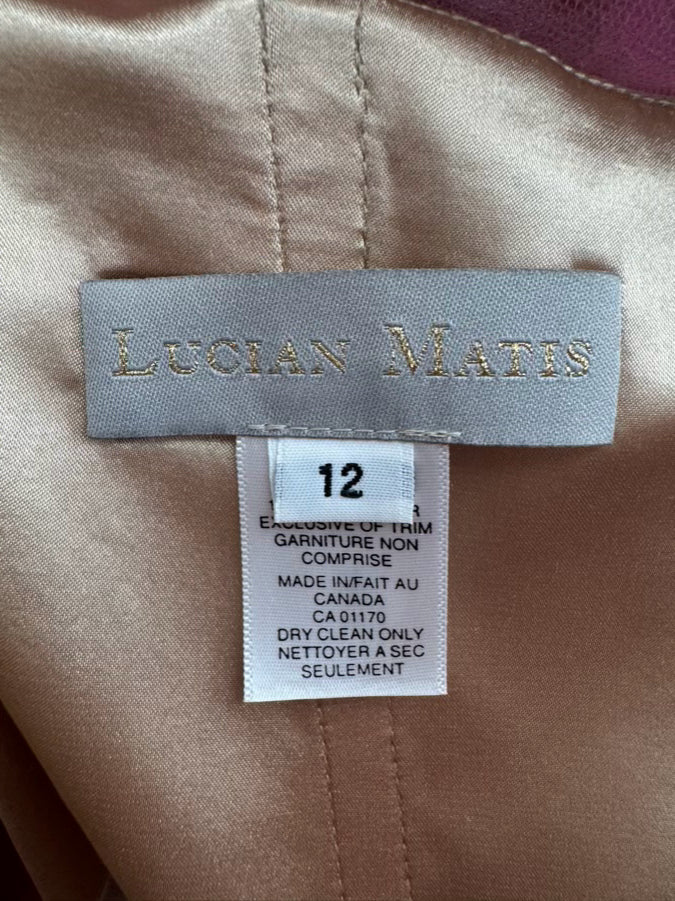 LUCIAN MATIS
12
EXCLUSIVE OF TRIM
GARNITURE NON
COMPRISE
MADE IN/FAIT AU
CANADA
CA 01170
DRY CLEAN ONLY
NETTOYER A SEC
SEULEMENT